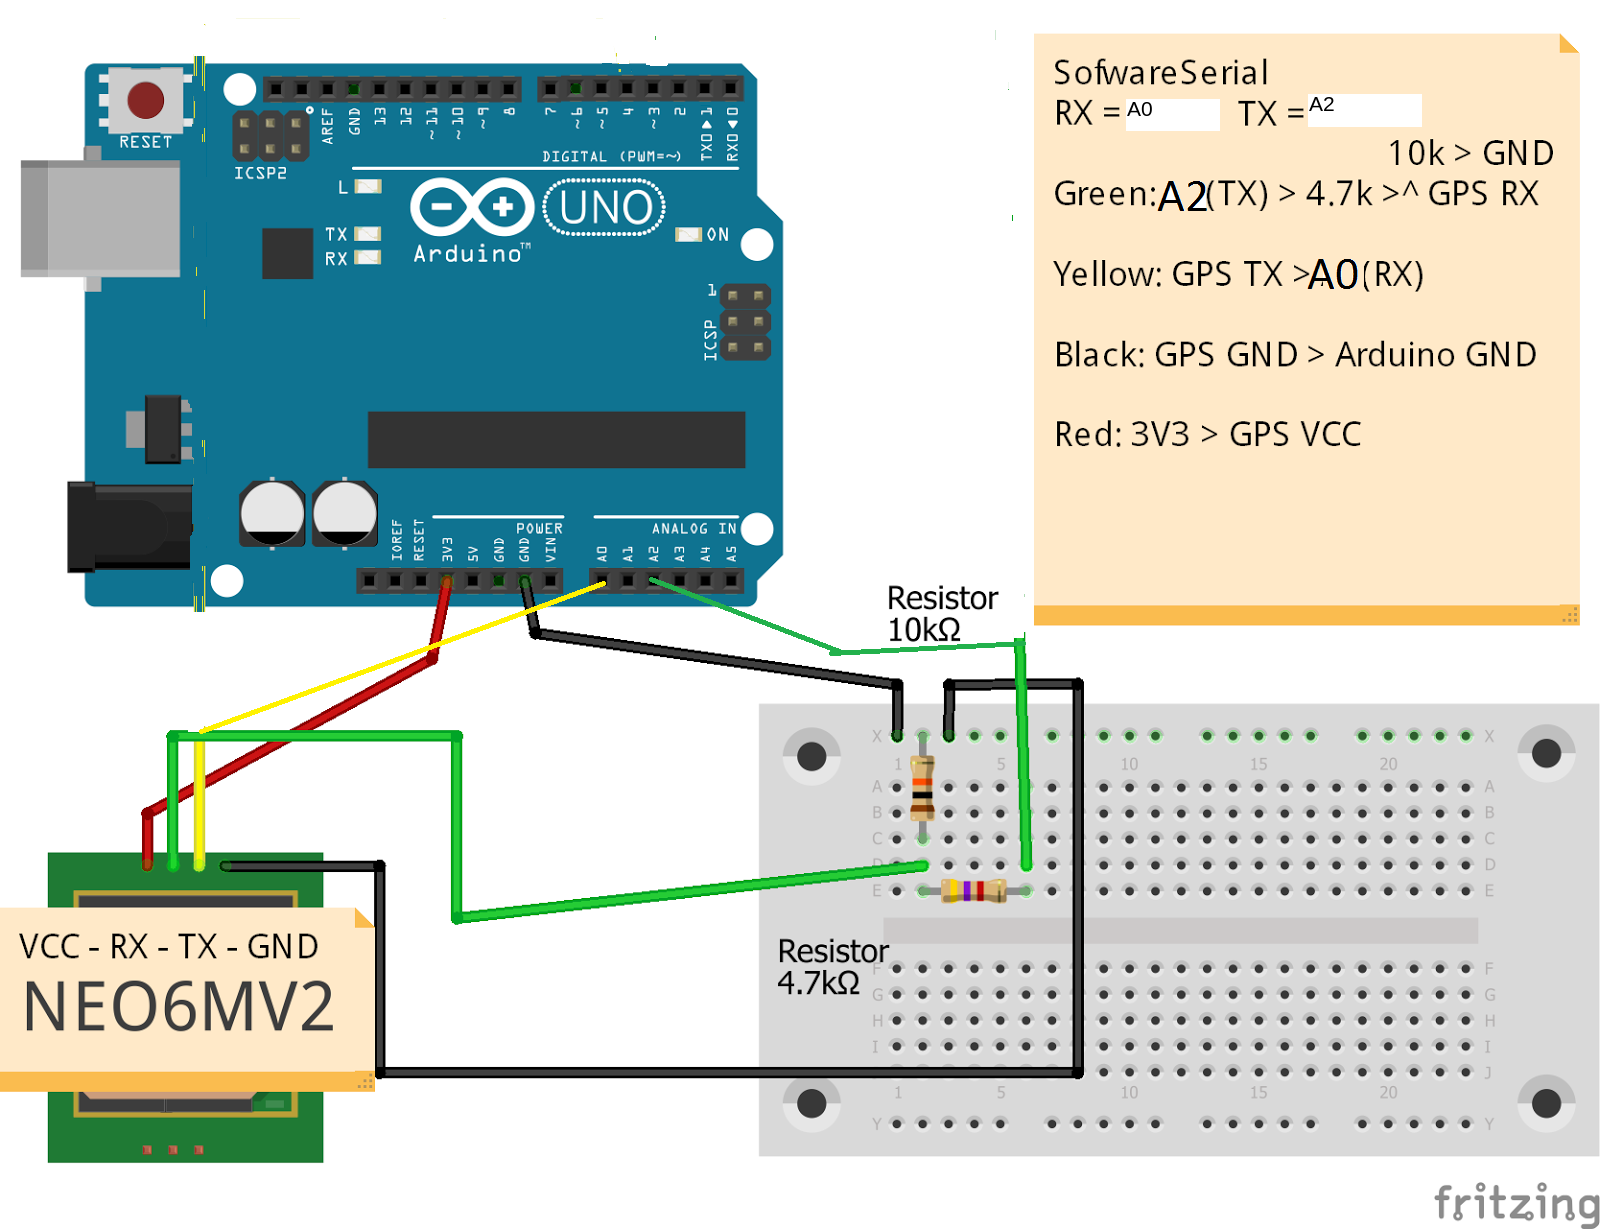 RESET
ICSP2
AREF
GND
13
12
~11
~10
~9
8
7
~6
~5
4
~3
2
TX0▶1
RX0◀0
DIGITAL (PWM=~)
L
TX
RX
UNO
Arduino™
ON
1
ICSP
IOREF
RESET
3V3
5V
GND
GND
VIN
POWER
ANALOG IN
A0
A1
A2
A3
A4
A5
SofwareSerial
RX = A0 TX = A2
10k > GND
Green:A2(TX) > 4.7k >^ GPS RX
Yellow: GPS TX >A0(RX)
Black: GPS GND > Arduino GND
Red: 3V3 > GPS VCC
Resistor
10kΩ
Resistor
4.7kΩ
VCC - RX - TX - GND
NEO6MV2
X X
1 5 10 15 20
A A
B B
C C
D D
E E
F F
G G
H H
I I
J
1 5 10 15 20
Y Y
fritzing